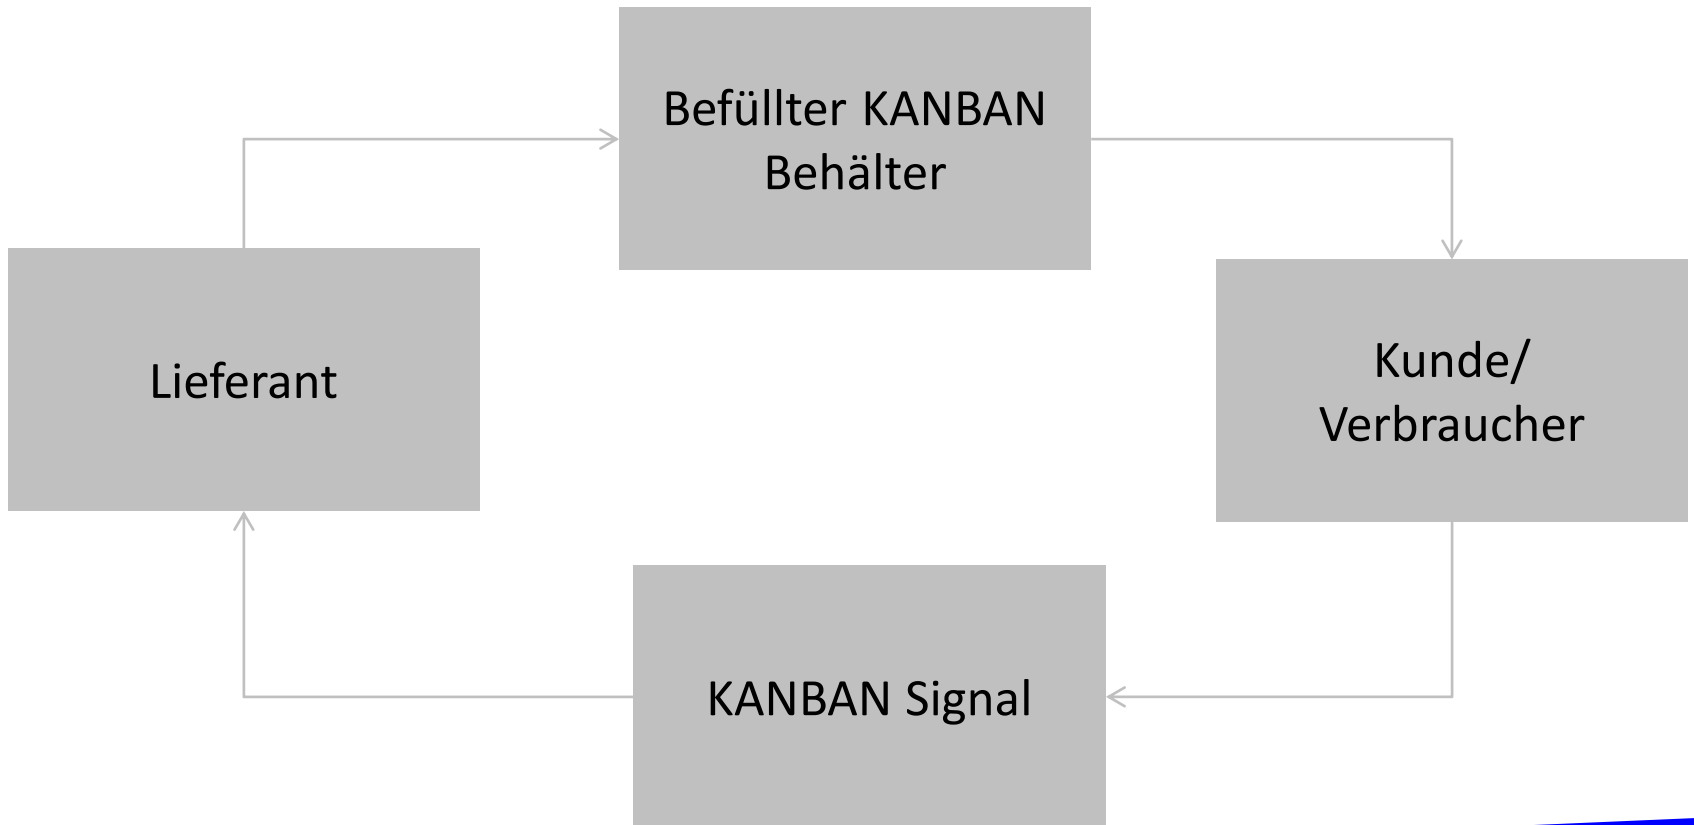 Befüllter KANBAN
Behälter
Lieferant
Kunde/
Verbraucher
KANBAN Signal